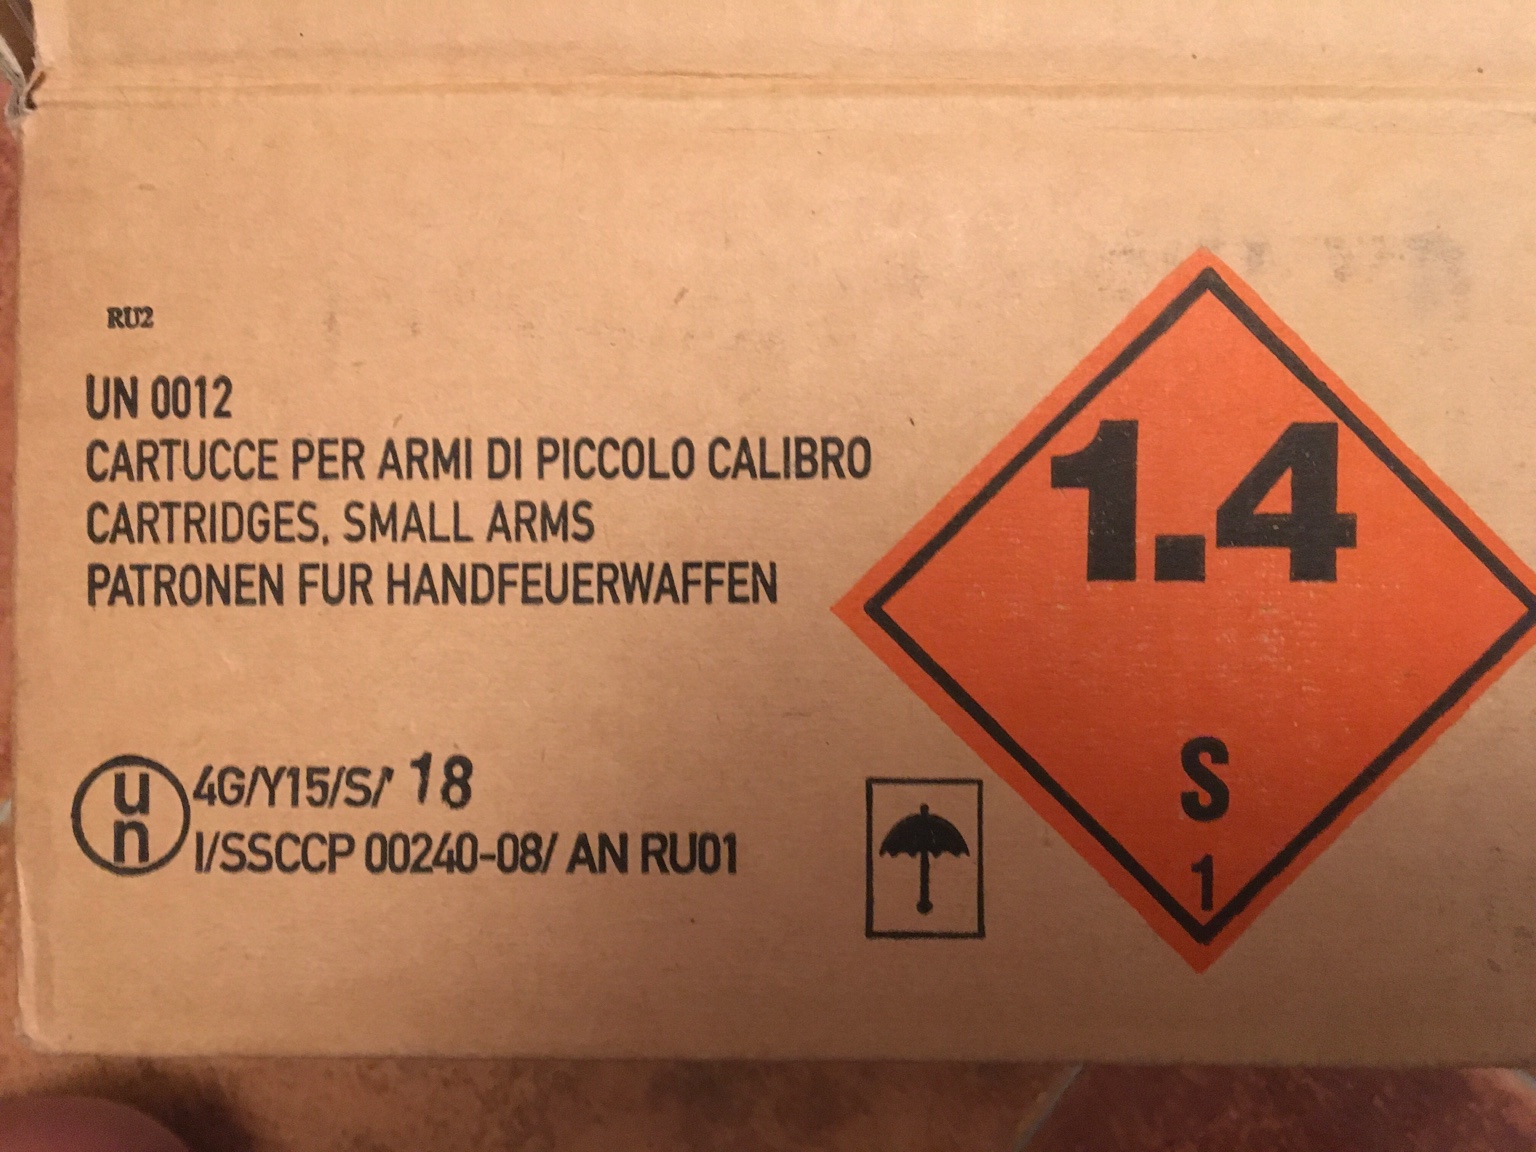 RU2
UN 0012
CARTUCCE PER ARMI DI PICCOLO CALIBRO
CARTRIDGES, SMALL ARMS
PATRONEN FUR HANDFEUERWAFFEN
un
4G/Y15/S/ 18
I/SSCCP 00240-08/ AN RU01
1.4
S
1